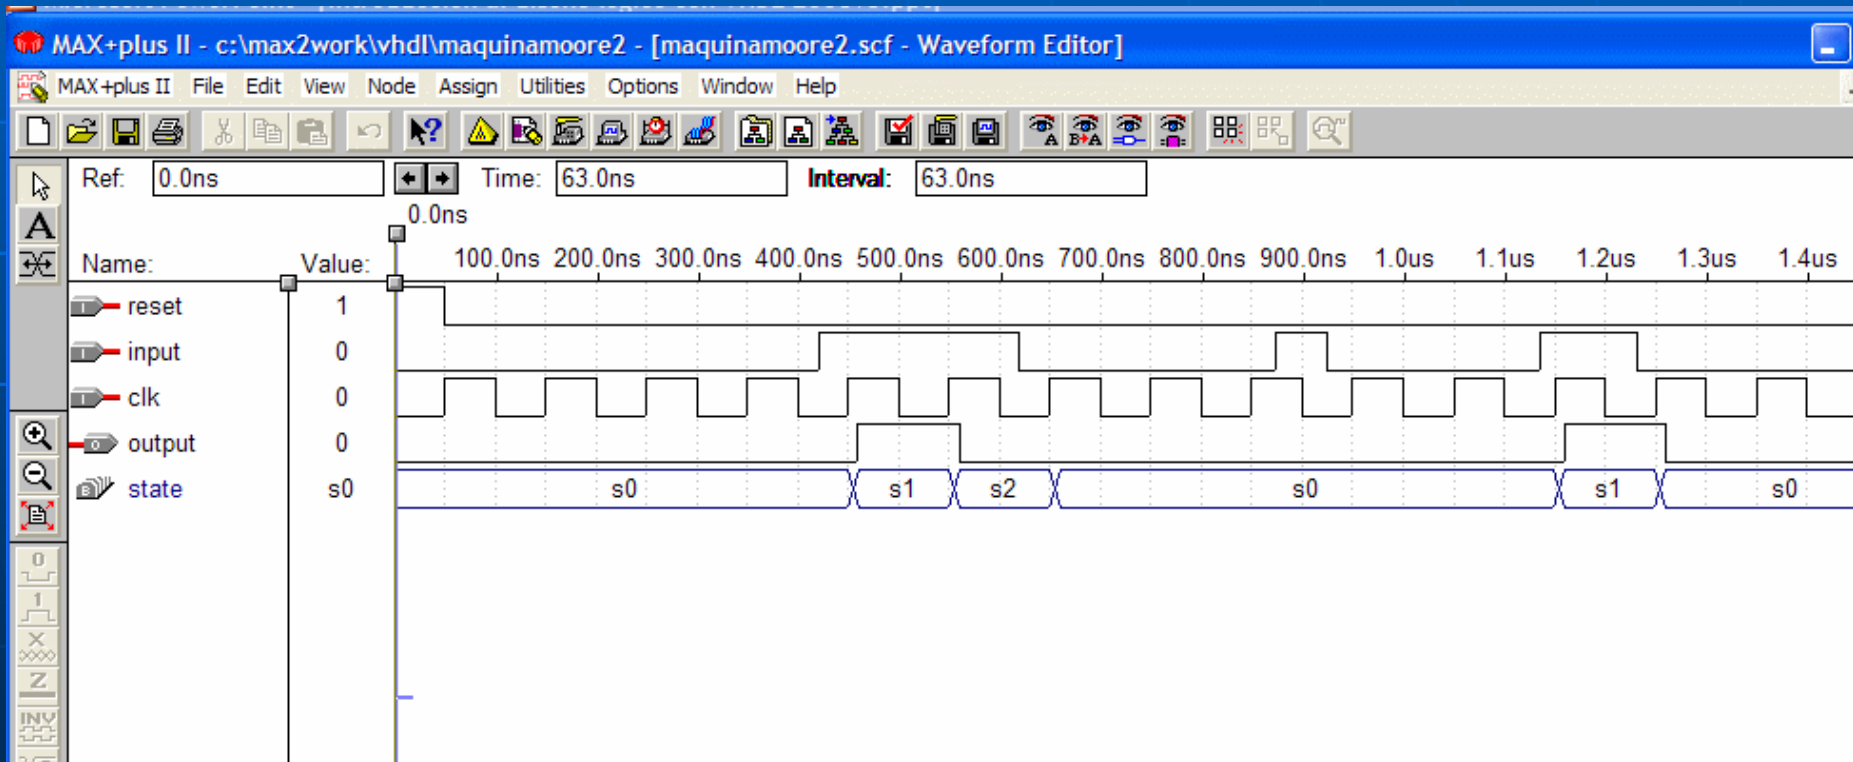 MAX+plus II - c:\max2work\vhdl\maquinamoore2 - [maquinamoore2.scf - Waveform Editor]
MAX+plus II File Edit View Node Assign Utilities Options Window Help
Ref: 0.0ns Time: 63.0ns Interval: 63.0ns
0.0ns
100.0ns 200.0ns 300.0ns 400.0ns 500.0ns 600.0ns 700.0ns 800.0ns 900.0ns 1.0us 1.1us 1.2us 1.3us 1.4us
Name: Value:
reset 1
input 0
clk 0
output 0
state s0 s0 s1 s2 s0 s1 s0
A
0
1
X
Z
INV